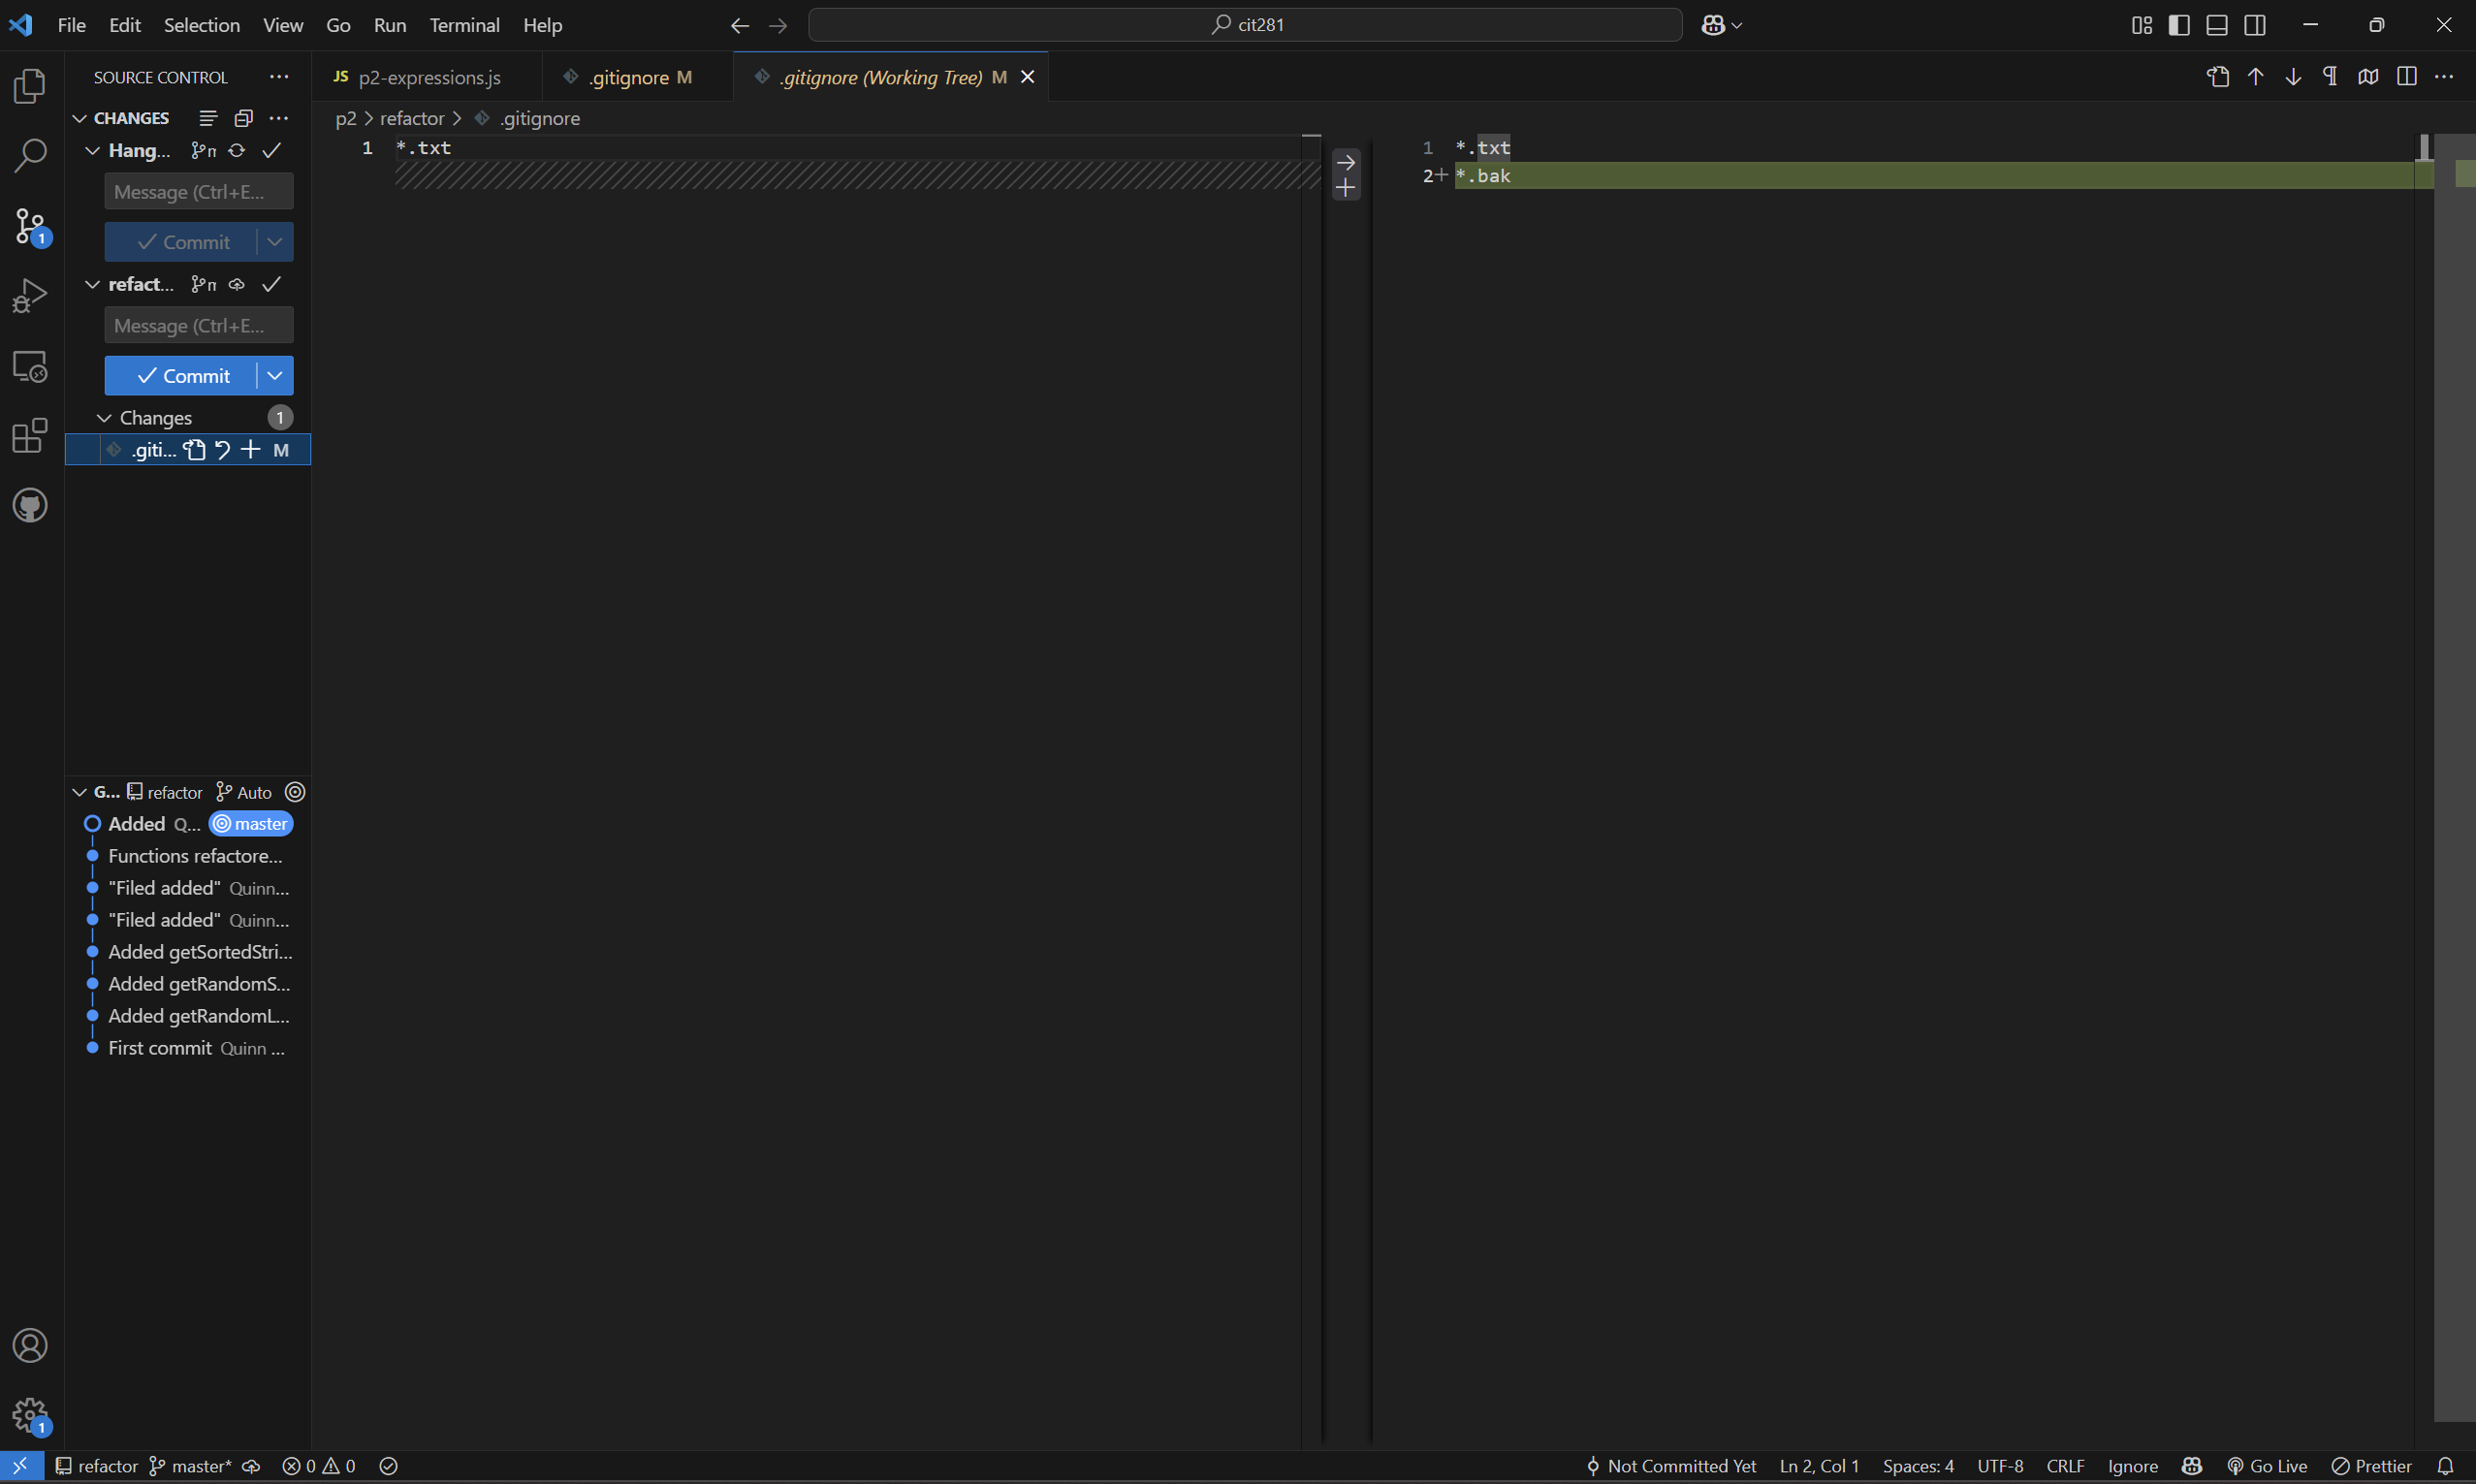 File Edit Selection View Go Run Terminal Help
cit281
SOURCE CONTROL
JS p2-expressions.js
.gitignore M
.gitignore (Working Tree) M
CHANGES
p2 > refactor > .gitignore
Hang...
Message (Ctrl+E...
Commit
refact...
Message (Ctrl+E...
Commit
Changes 1
.giti... M
1 *.txt
1 *.txt
2+ *.bak
1
G... refactor Auto
Added Q... master
Functions refactore...
"Filed added" Quinn...
"Filed added" Quinn...
Added getSortedStri...
Added getRandomS...
Added getRandomL...
First commit Quinn ...
1
refactor master* 0 0
Not Committed Yet Ln 2, Col 1 Spaces: 4 UTF-8 CRLF Ignore Go Live Prettier